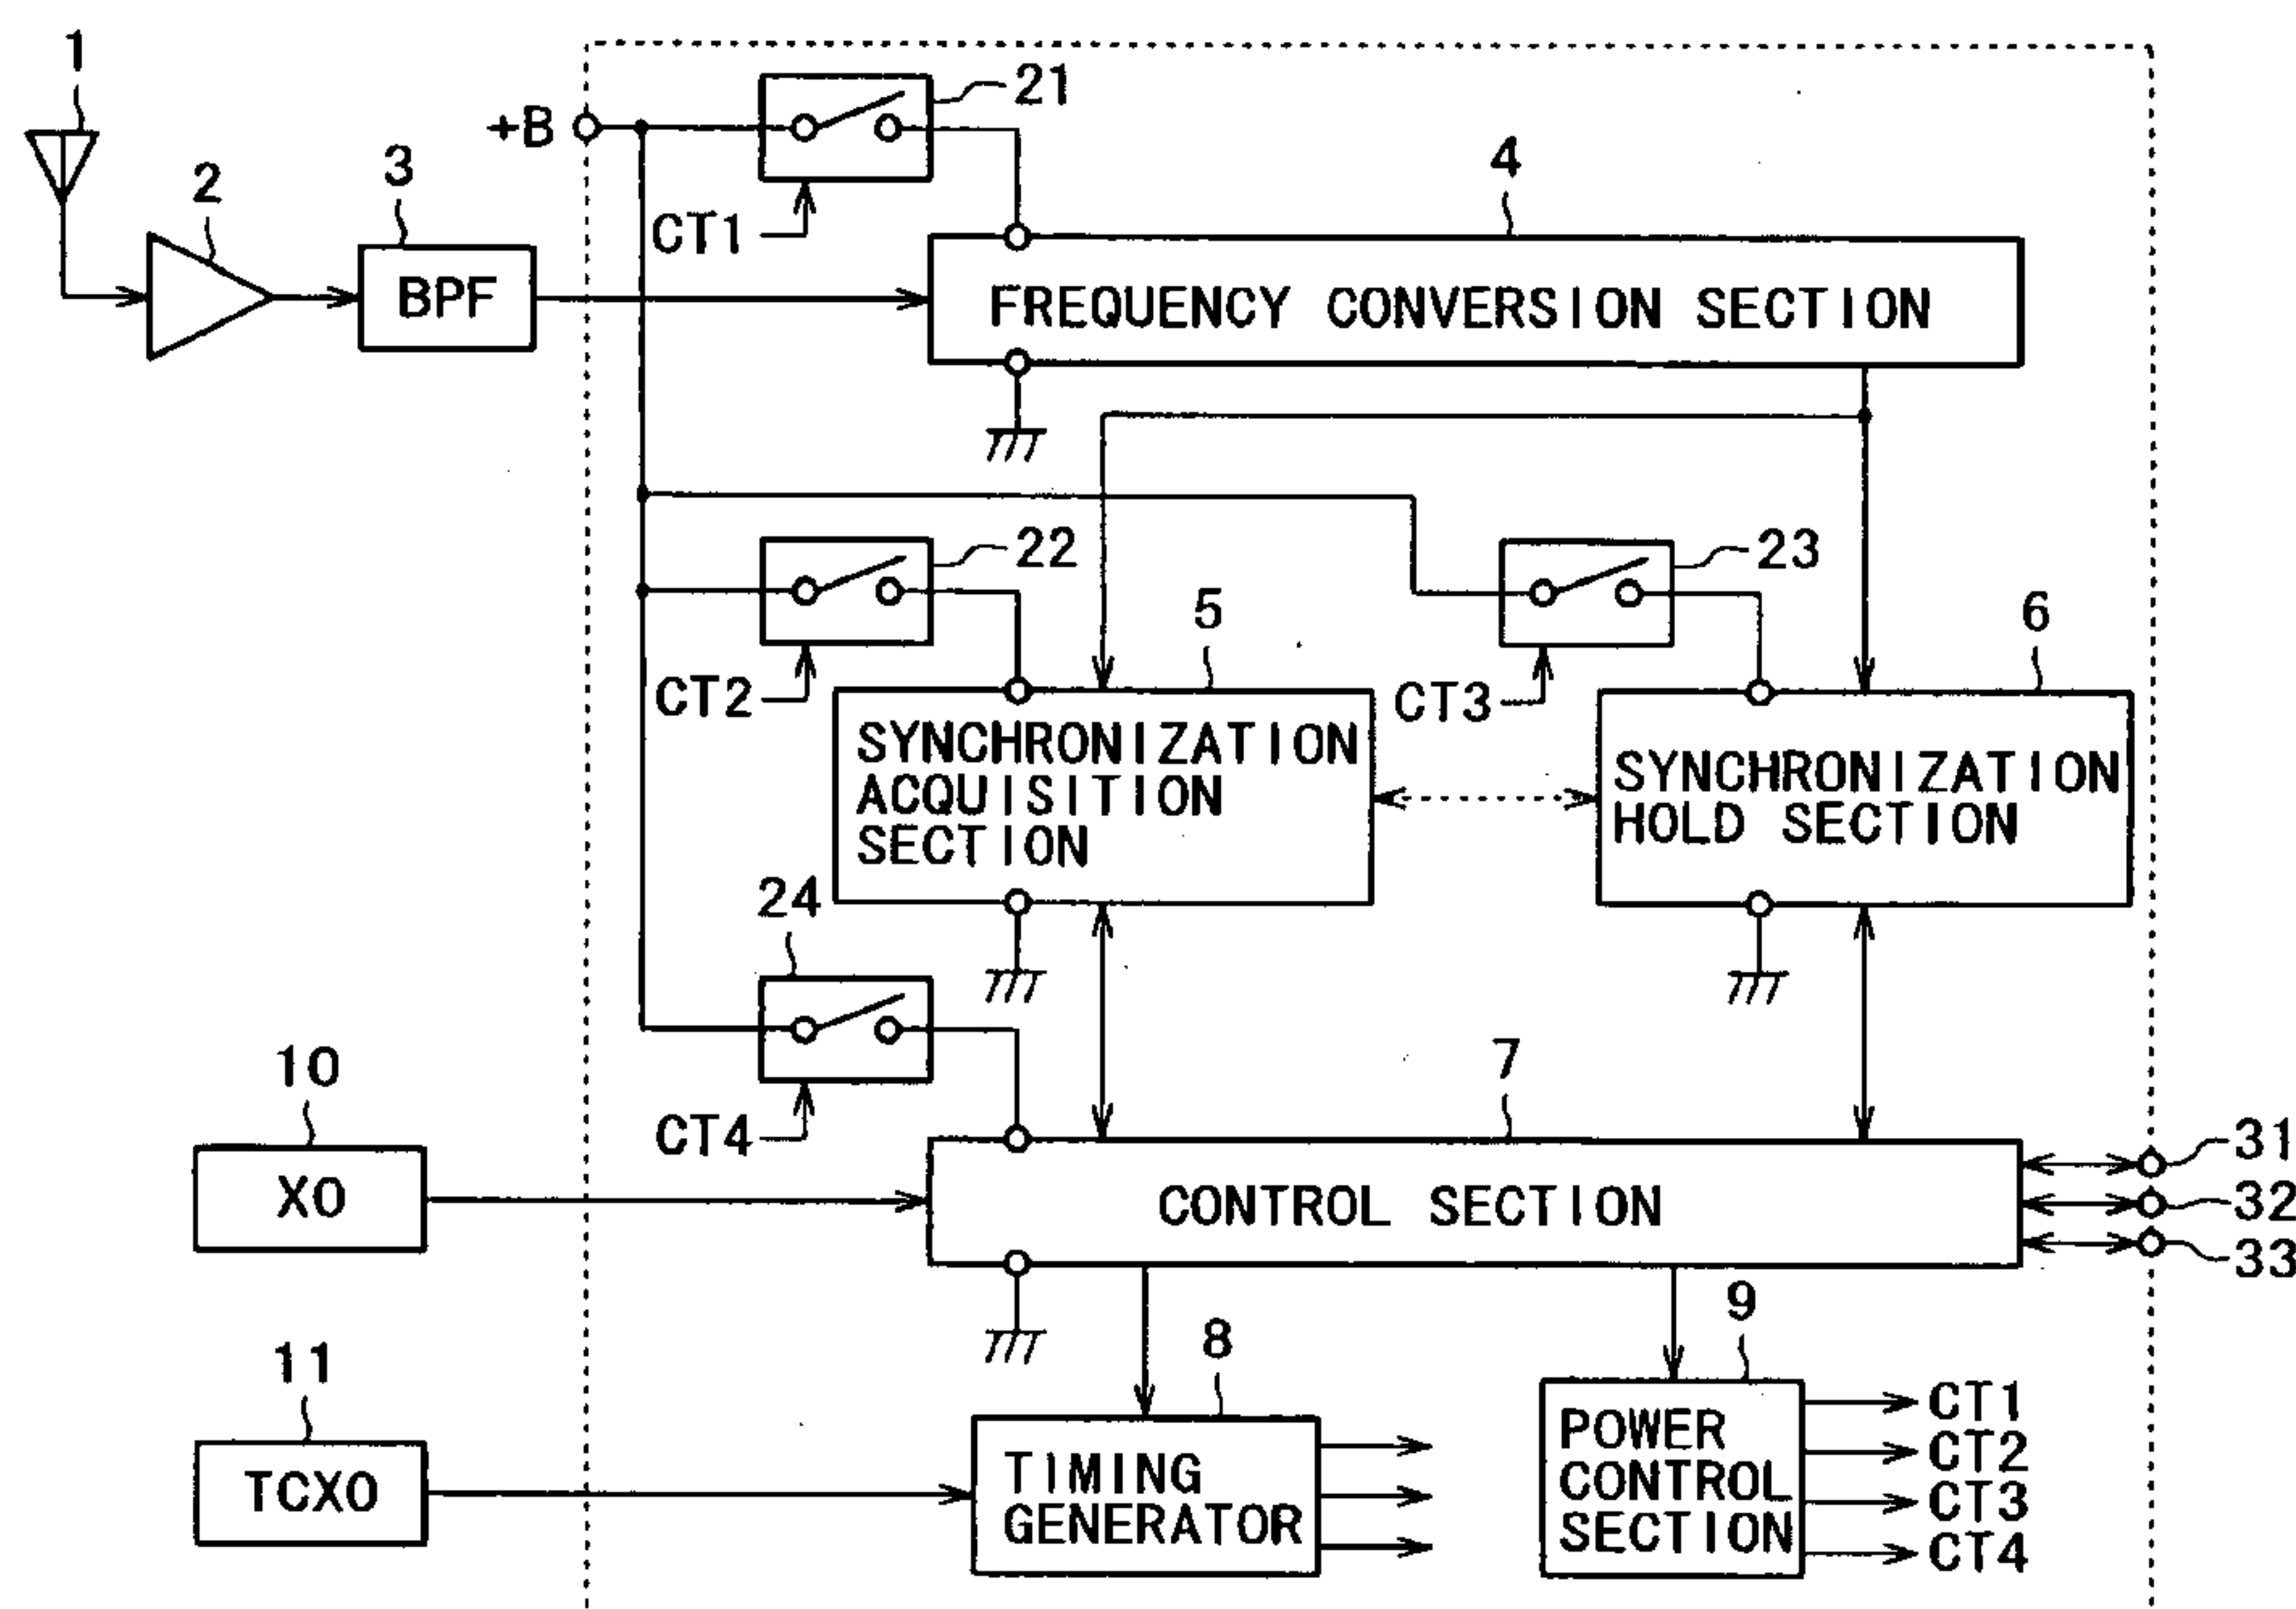 1
21
+B
4
3
2
CT1
BPF
FREQUENCY CONVERSION SECTION
22
23
5
6
CT2
CT3
SYNCHRONIZATION
ACQUISITION
SECTION
SYNCHRONIZATION
HOLD SECTION
24
10
7
CT4
31
XO
CONTROL SECTION
32
33
9
8
11
CT1
POWER
CONTROL
SECTION
CT2
TCXO
TIMING
GENERATOR
CT3
CT4